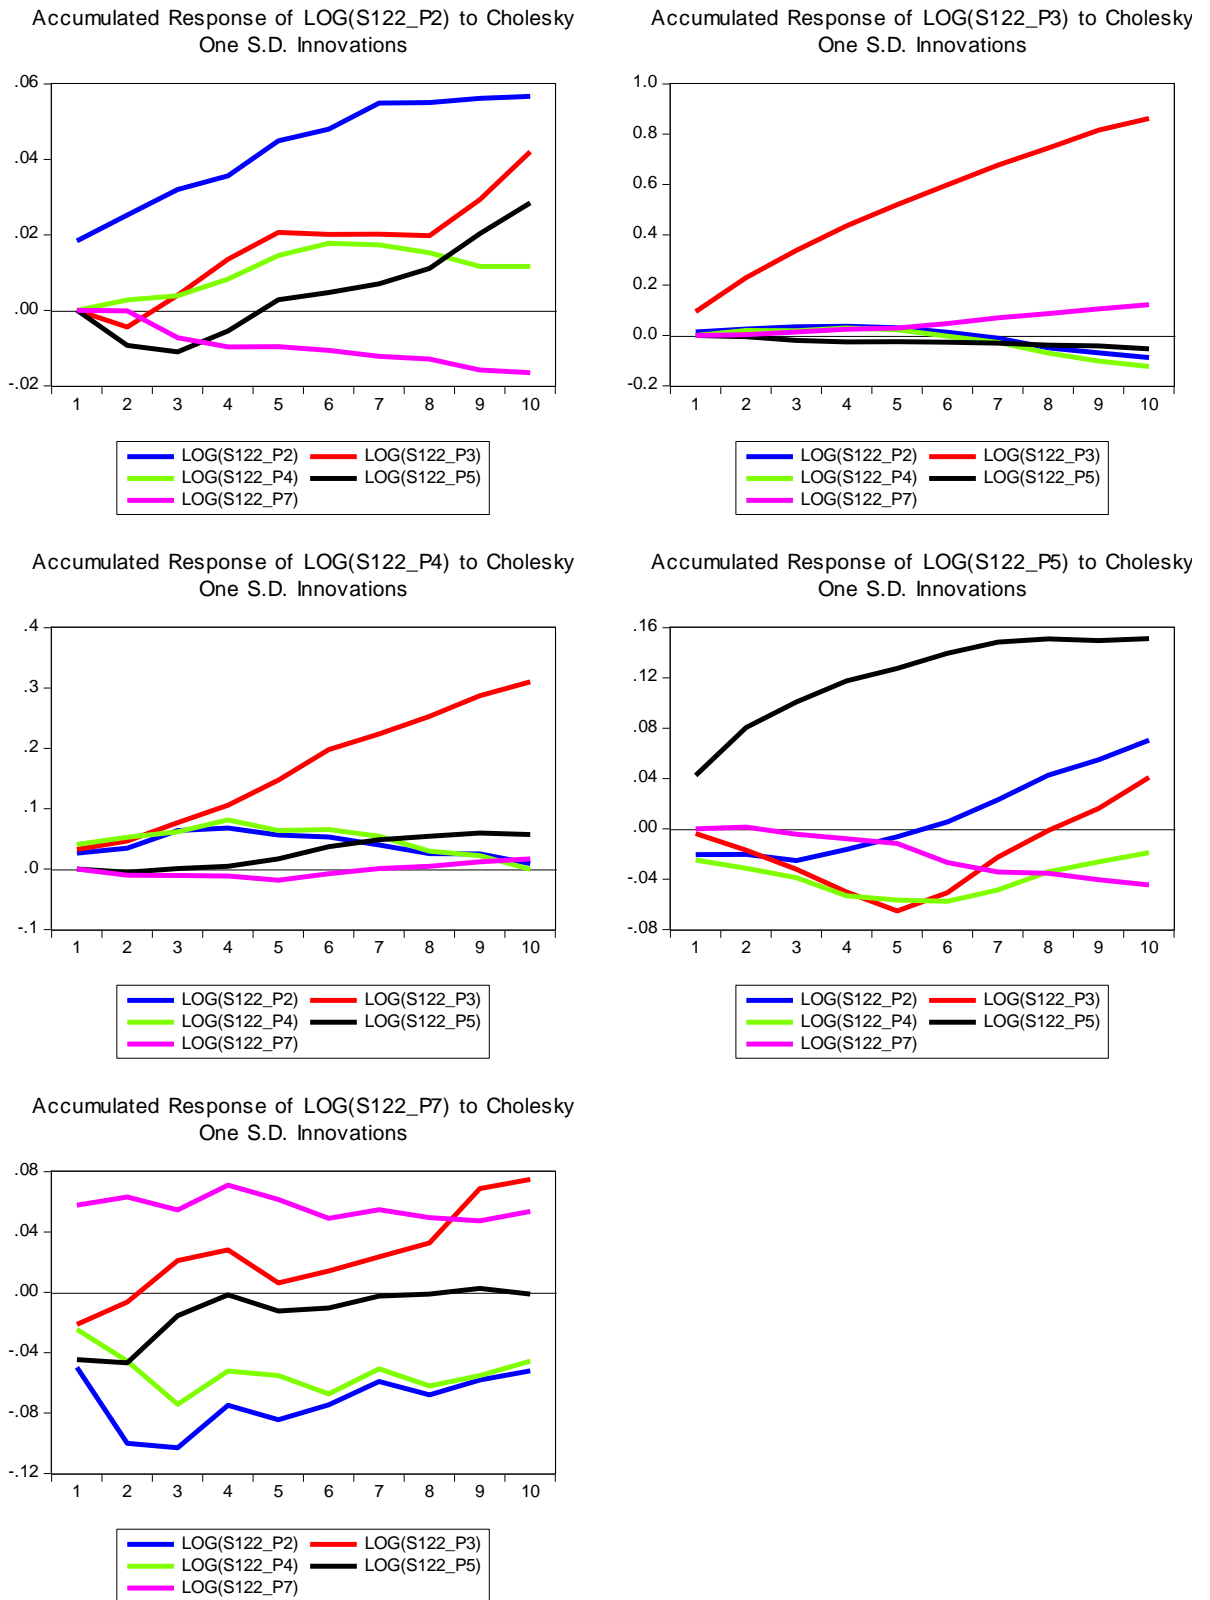 Accumulated Response of LOG(S122_P2) to Cholesky
One S.D. Innovations
.06
.04
.02
.00
-.02
1 2 3 4 5 6 7 8 9 10
LOG(S122_P2) LOG(S122_P3)
LOG(S122_P4) LOG(S122_P5)
LOG(S122_P7)
Accumulated Response of LOG(S122_P3) to Cholesky
One S.D. Innovations
1.0
0.8
0.6
0.4
0.2
0.0
-0.2
1 2 3 4 5 6 7 8 9 10
LOG(S122_P2) LOG(S122_P3)
LOG(S122_P4) LOG(S122_P5)
LOG(S122_P7)
Accumulated Response of LOG(S122_P4) to Cholesky
One S.D. Innovations
.4
.3
.2
.1
.0
-.1
1 2 3 4 5 6 7 8 9 10
LOG(S122_P2) LOG(S122_P3)
LOG(S122_P4) LOG(S122_P5)
LOG(S122_P7)
Accumulated Response of LOG(S122_P5) to Cholesky
One S.D. Innovations
.16
.12
.08
.04
.00
-.04
-.08
1 2 3 4 5 6 7 8 9 10
LOG(S122_P2) LOG(S122_P3)
LOG(S122_P4) LOG(S122_P5)
LOG(S122_P7)
Accumulated Response of LOG(S122_P7) to Cholesky
One S.D. Innovations
.08
.04
.00
-.04
-.08
-.12
1 2 3 4 5 6 7 8 9 10
LOG(S122_P2) LOG(S122_P3)
LOG(S122_P4) LOG(S122_P5)
LOG(S122_P7)